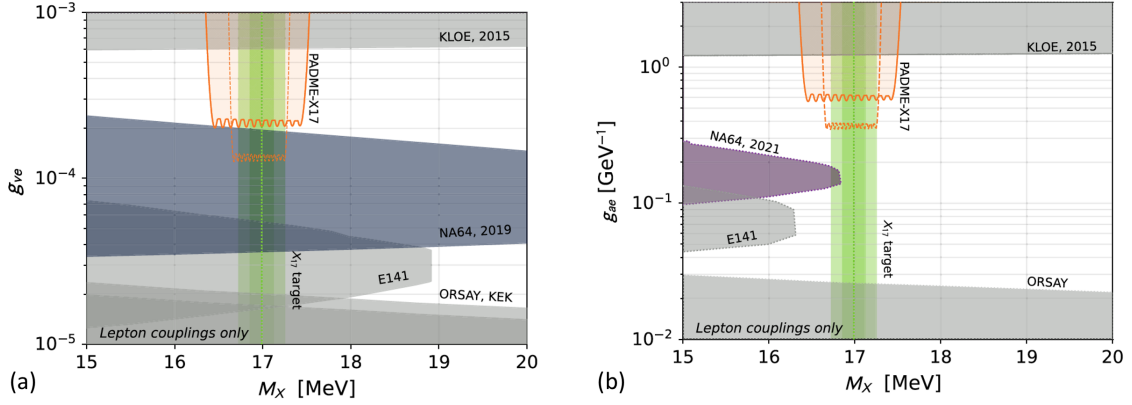 10⁻³
KLOE, 2015
PADME-X17
10⁻⁴
g_ve
NA64, 2019
X₁₇ target
E141
ORSAY, KEK
Lepton couplings only
10⁻⁵
15 16 17 18 19 20
(a)
M_X [MeV]
KLOE, 2015
10⁰
PADME-X17
NA64, 2021
g_ae [GeV⁻¹]
10⁻¹
X₁₇ target
E141
ORSAY
Lepton couplings only
10⁻²
15 16 17 18 19 20
(b)
M_X [MeV]